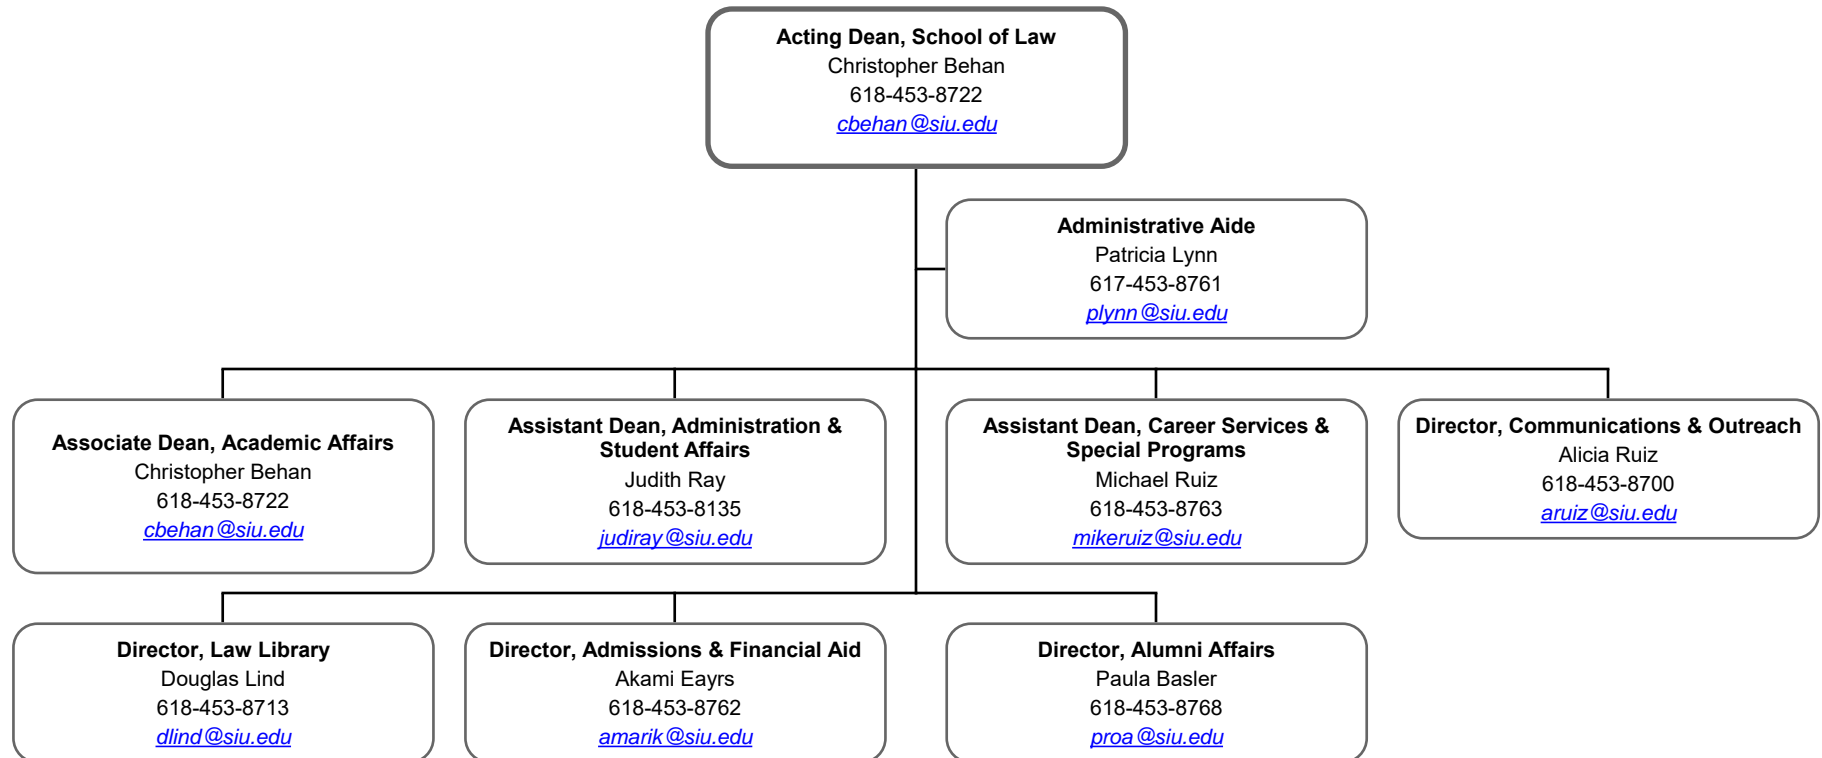 Acting Dean, School of Law
Christopher Behan
618-453-8722
cbehan@siu.edu
Administrative Aide
Patricia Lynn
617-453-8761
plynn@siu.edu
Associate Dean, Academic Affairs
Christopher Behan
618-453-8722
cbehan@siu.edu
Assistant Dean, Administration &
Student Affairs
Judith Ray
618-453-8135
judiray@siu.edu
Assistant Dean, Career Services &
Special Programs
Michael Ruiz
618-453-8763
mikeruiz@siu.edu
Director, Communications & Outreach
Alicia Ruiz
618-453-8700
aruiz@siu.edu
Director, Law Library
Douglas Lind
618-453-8713
dlind@siu.edu
Director, Admissions & Financial Aid
Akami Eayrs
618-453-8762
amarik@siu.edu
Director, Alumni Affairs
Paula Basler
618-453-8768
proa@siu.edu